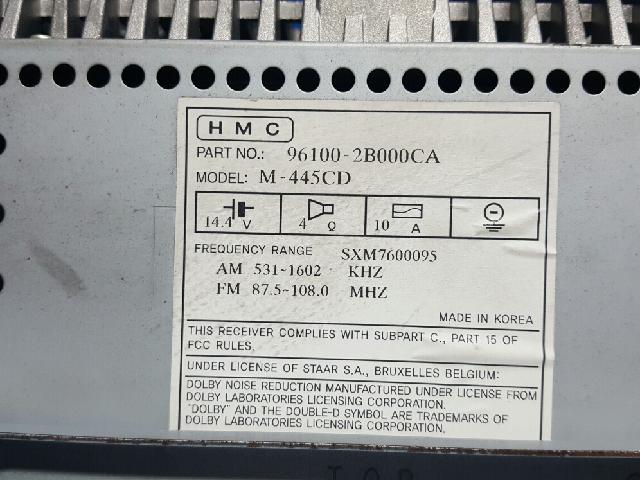 HMC
PART NO.: 96100-2B000CA
MODEL: M-445CD
14.4 V 4 Ω 10 A
FREQUENCY RANGE SXM7600095
AM 531~1602 KHZ
FM 87.5~108.0 MHZ
MADE IN KOREA
THIS RECEIVER COMPLIES WITH SUBPART C., PART 15 OF
FCC RULES,
UNDER LICENSE OF STAAR S.A., BRUXELLES BELGIUM:
DOLBY NOISE REDUCTION MANUFACTURED UNDER LICENSE FROM
DOLBY LABORATORIES LICENSING CORPORATION.
"DOLBY" AND THE DOUBLE-D SYMBOL ARE TRADEMARKS OF
DOLBY LABORATORIES LICENSING CORPORATION.